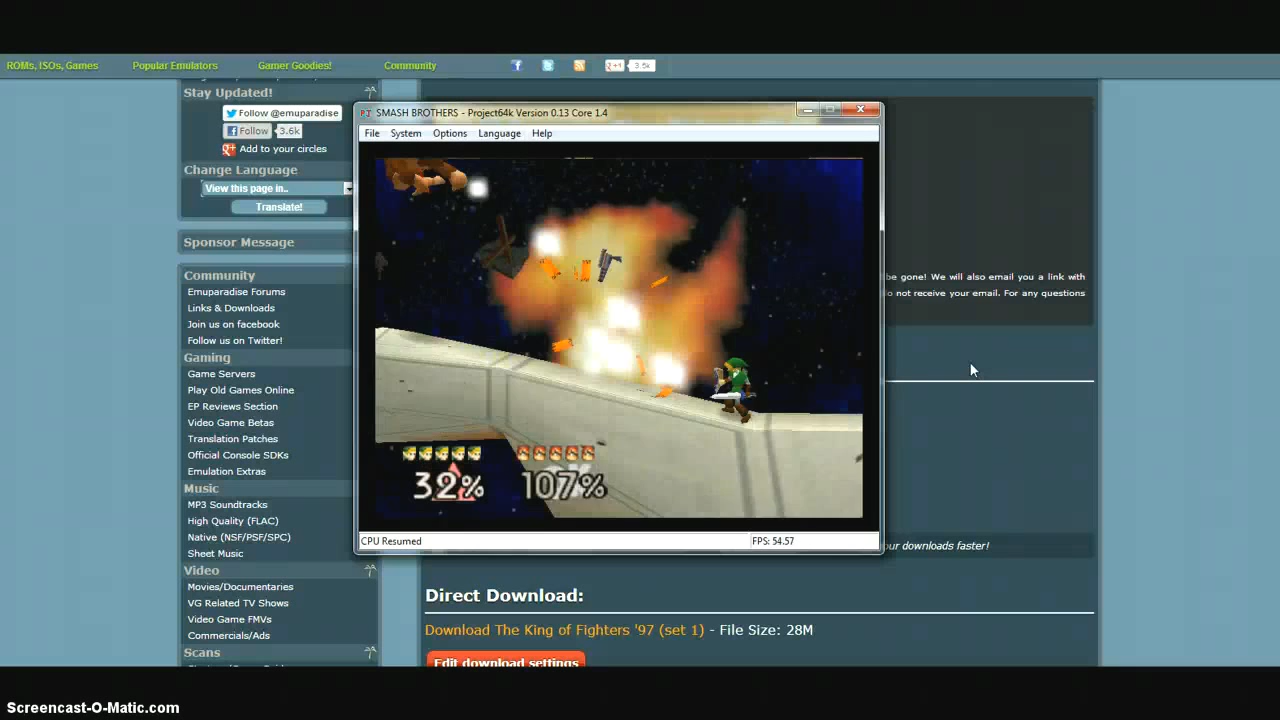 ROMs, ISOs, Games Popular Emulators Gamer Goodies! Community +1 3.5k
Stay Updated!
Follow @emuparadise
Follow 3.6k
Add to your circles
Change Language
View this page in..
Translate!
Sponsor Message
Community
Emuparadise Forums
Links & Downloads
Join us on facebook
Follow us on Twitter!
Gaming
Game Servers
Play Old Games Online
EP Reviews Section
Video Game Betas
Translation Patches
Official Console SDKs
Emulation Extras
Music
MP3 Soundtracks
High Quality (FLAC)
Native (NSF/PSF/SPC)
Sheet Music
Video
Movies/Documentaries
VG Related TV Shows
Video Game FMVs
Commercials/Ads
Scans
SMASH BROTHERS - Project64k Version 0.13 Core 1.4
File System Options Language Help
32% 107%
CPU Resumed FPS: 54.57
be gone! We will also email you a link with
not receive your email. For any questions
our downloads faster!
Direct Download:
Download The King of Fighters '97 (set 1) - File Size: 28M
Edit download settings
Screencast-O-Matic.com